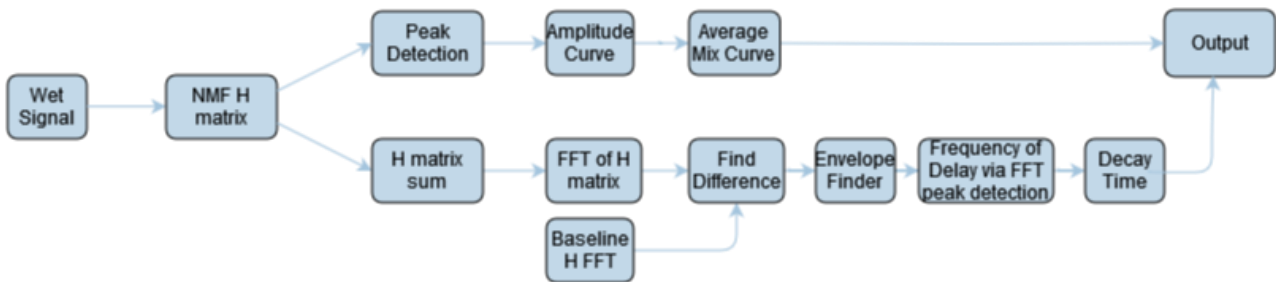 Peak
Detection
Amplitude
Curve
Average
Mix Curve
Output
Wet
Signal
NMF H
matrix
H matrix
sum
FFT of H
matrix
Find
Difference
Envelope
Finder
Frequency of
Delay via FFT
peak detection
Decay
Time
Baseline
H FFT